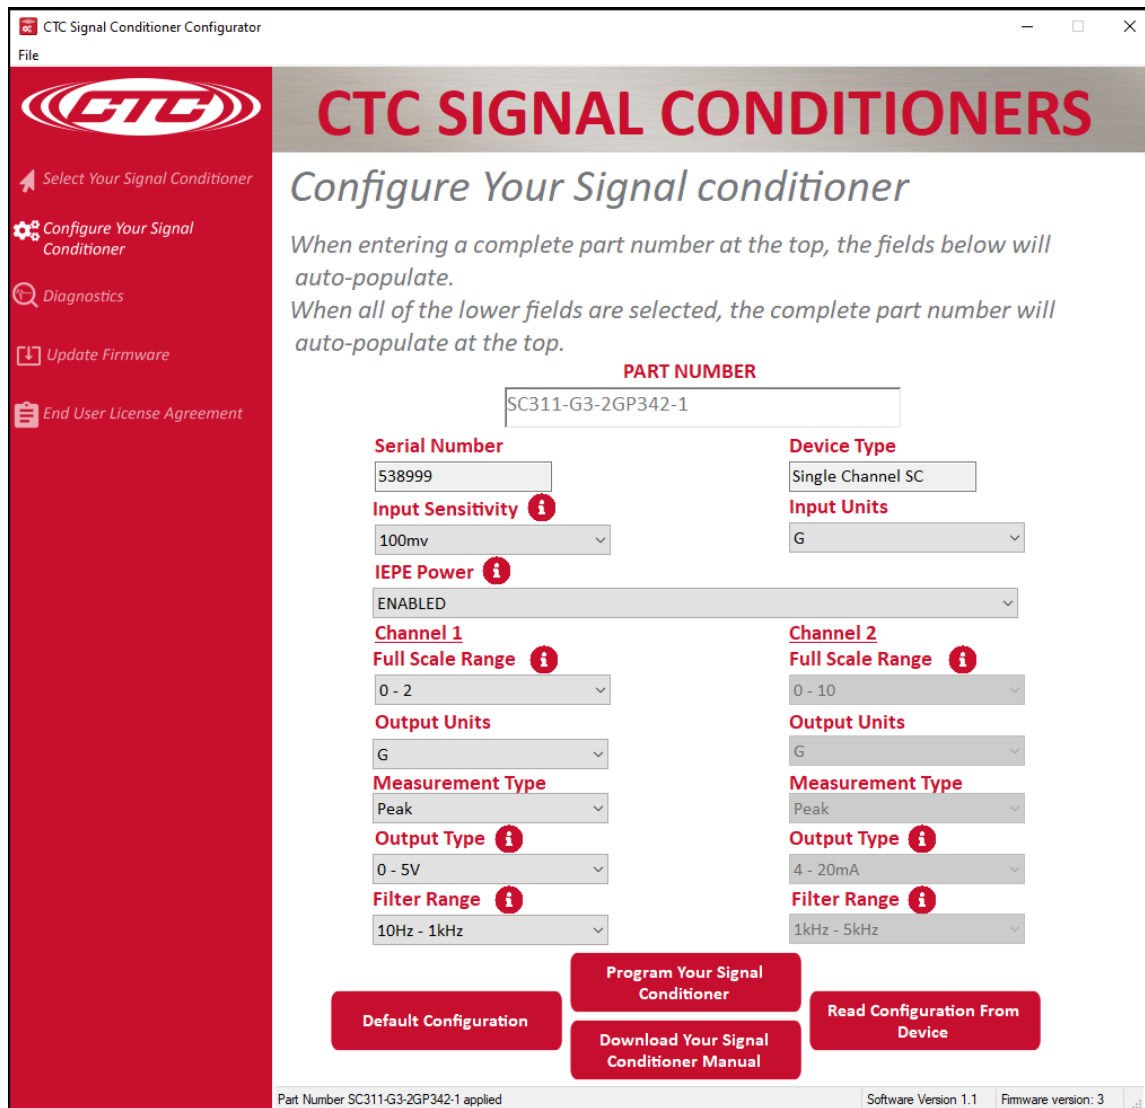 CTC Signal Conditioner Configurator
File
CTC
CTC SIGNAL CONDITIONERS
Select Your Signal Conditioner
Configure Your Signal
Conditioner
Diagnostics
Update Firmware
End User License Agreement
Configure Your Signal conditioner
When entering a complete part number at the top, the fields below will
auto-populate.
When all of the lower fields are selected, the complete part number will
auto-populate at the top.
PART NUMBER
SC311-G3-2GP342-1
Serial Number
Device Type
538999
Single Channel SC
Input Sensitivity i
Input Units
100mv
G
IEPE Power i
ENABLED
Channel 1
Channel 2
Full Scale Range i
Full Scale Range i
0 - 2
0 - 10
Output Units
Output Units
G
G
Measurement Type
Measurement Type
Peak
Peak
Output Type i
Output Type i
0 - 5V
4 - 20mA
Filter Range i
Filter Range i
10Hz - 1kHz
1kHz - 5kHz
Default Configuration
Program Your Signal
Conditioner
Download Your Signal
Conditioner Manual
Read Configuration From
Device
Part Number SC311-G3-2GP342-1 applied
Software Version 1.1
Firmware version: 3